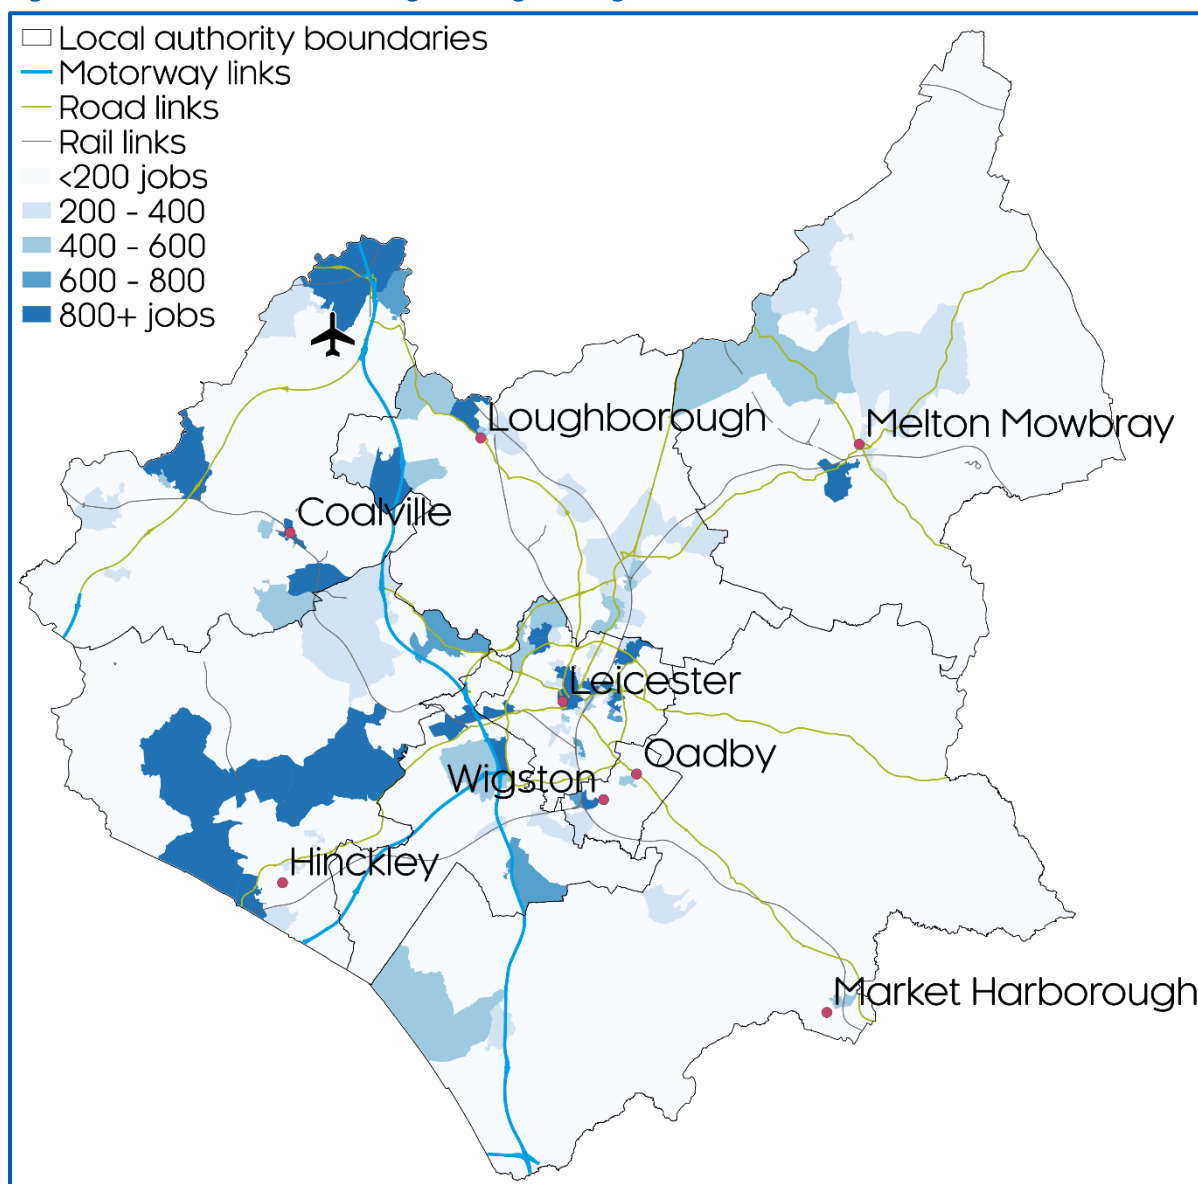 Local authority boundaries
Motorway links
Road links
Rail links
<200 jobs
200 - 400
400 - 600
600 - 800
800+ jobs
Loughborough
Melton Mowbray
Coalville
Leicester
Oadby
Wigston
Hinckley
Market Harborough